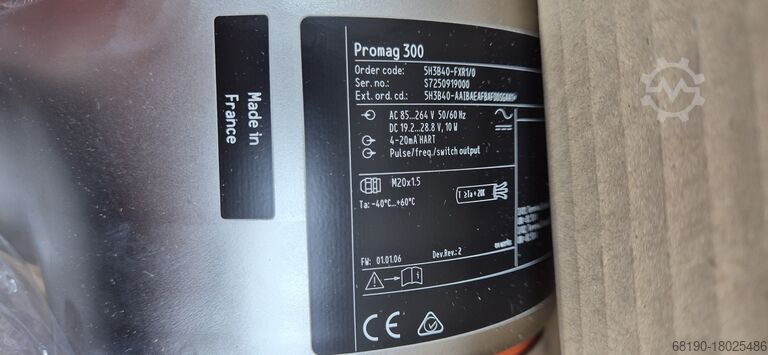 Made in
France
Promag 300
Order code: 5H3B40-FXR1/0
Ser.no.: S7250919000
Ext. ord. cd.:
AC 85...264 V 50/60 Hz
DC 19.2...28.8 V, 10 W
4-20mA HART
Pulse/freq./switch output
M20x1.5
Ta: -40°C...+60°C
FW: 01.01.06
Dev.Rev.: 2
ex works
i
CE
68190-18025486